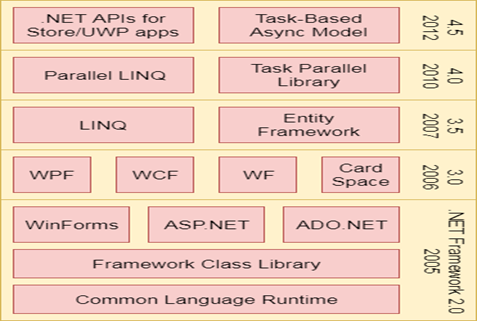 .NET APIs for
Store/UWP apps
Task-Based
Async Model
4.5
2012
Parallel LINQ
Task Parallel
Library
4.0
2010
LINQ
Entity
Framework
3.5
2007
WPF
WCF
WF
Card
Space
3.0
2006
WinForms
ASP.NET
ADO.NET
Framework Class Library
Common Language Runtime
.NET Framework 2.0
2005